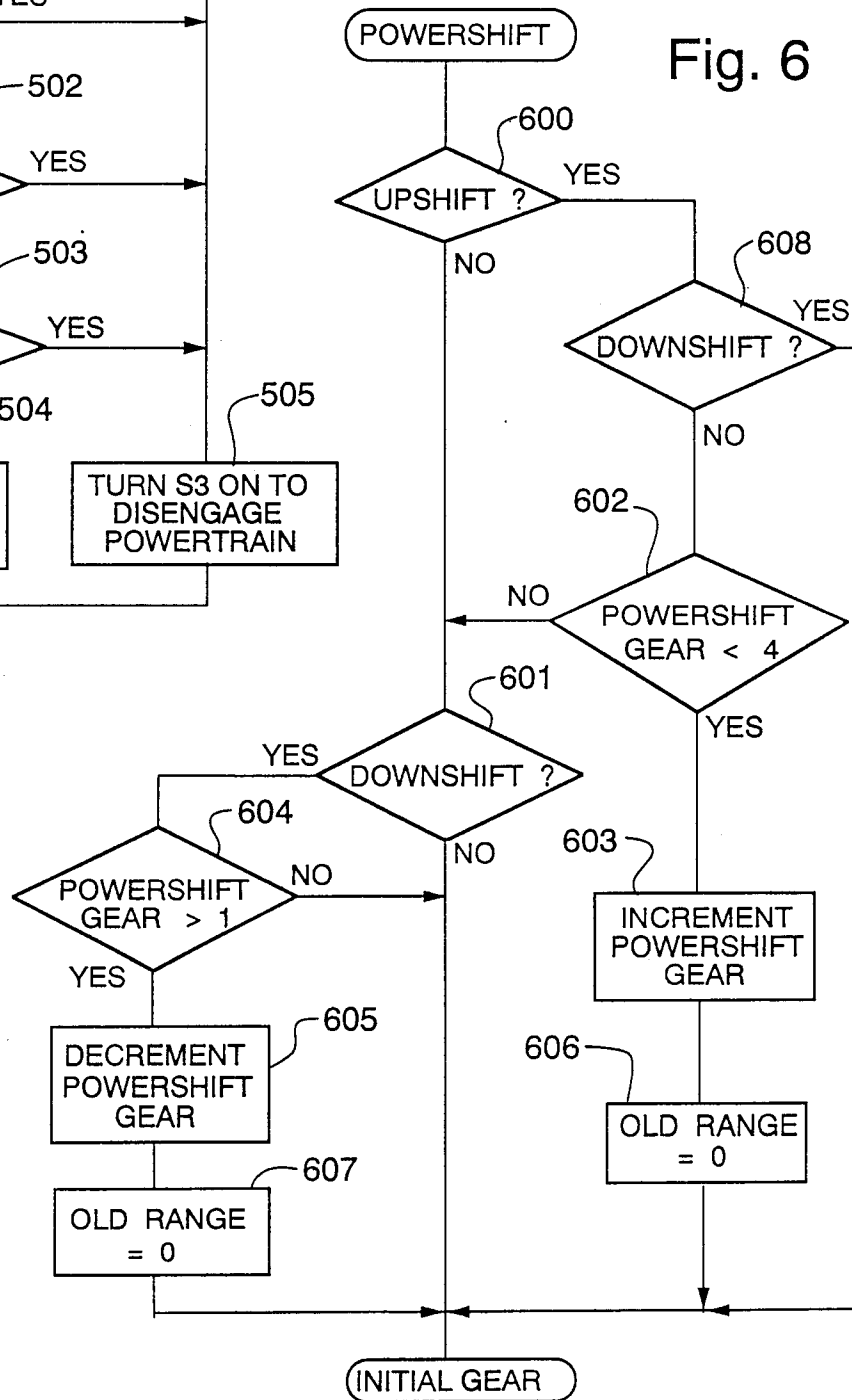 YES
502
YES
503
YES
504
505
TURN S3 ON TO
DISENGAGE
POWERTRAIN
Fig. 6
POWERSHIFT
600
UPSHIFT ?
YES
NO
608
DOWNSHIFT ?
YES
NO
602
POWERSHIFT
GEAR < 4
NO
YES
601
DOWNSHIFT ?
YES
NO
604
POWERSHIFT
GEAR > 1
NO
YES
603
INCREMENT
POWERSHIFT
GEAR
605
DECREMENT
POWERSHIFT
GEAR
606
OLD RANGE
= 0
607
OLD RANGE
= 0
INITIAL GEAR